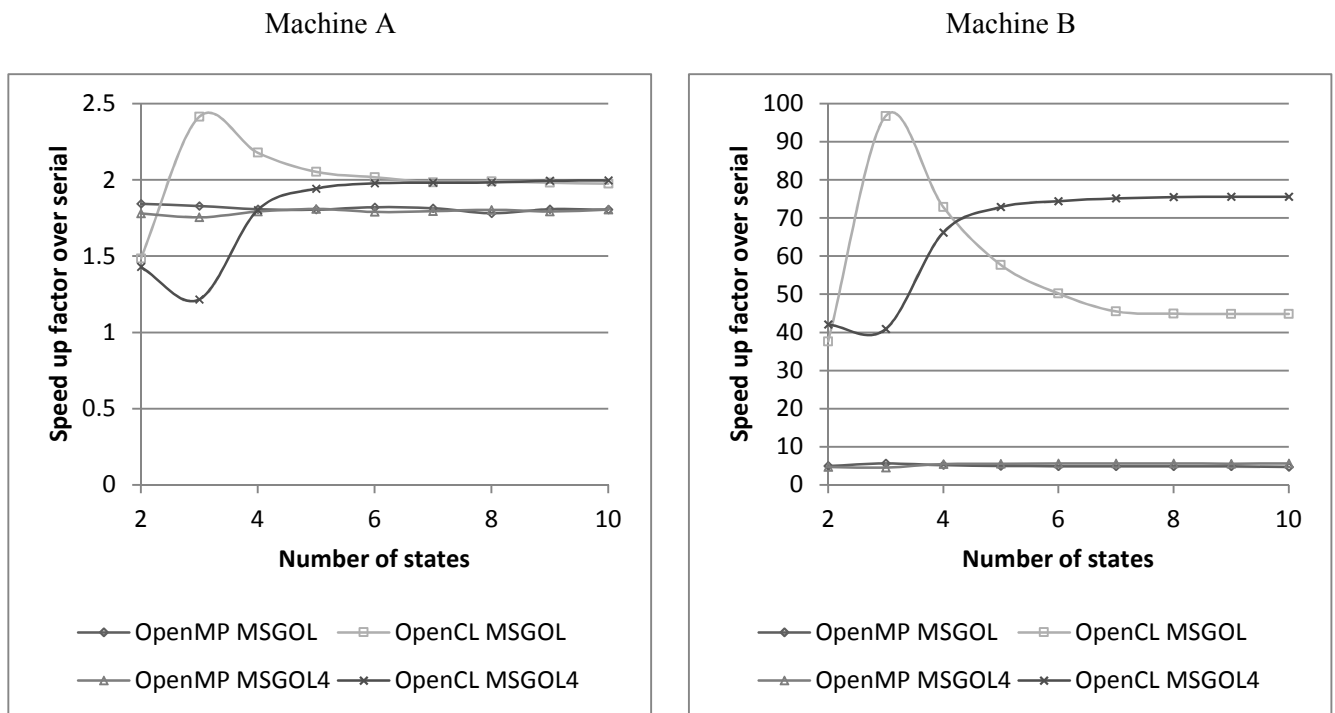 Machine A
Machine B
Speed up factor over serial
2.5
2
1.5
1
0.5
0
2 4 6 8 10
Number of states
OpenMP MSGOL OpenCL MSGOL
OpenMP MSGOL4 OpenCL MSGOL4
Speed up factor over serial
100
90
80
70
60
50
40
30
20
10
0
2 4 6 8 10
Number of states
OpenMP MSGOL OpenCL MSGOL
OpenMP MSGOL4 OpenCL MSGOL4